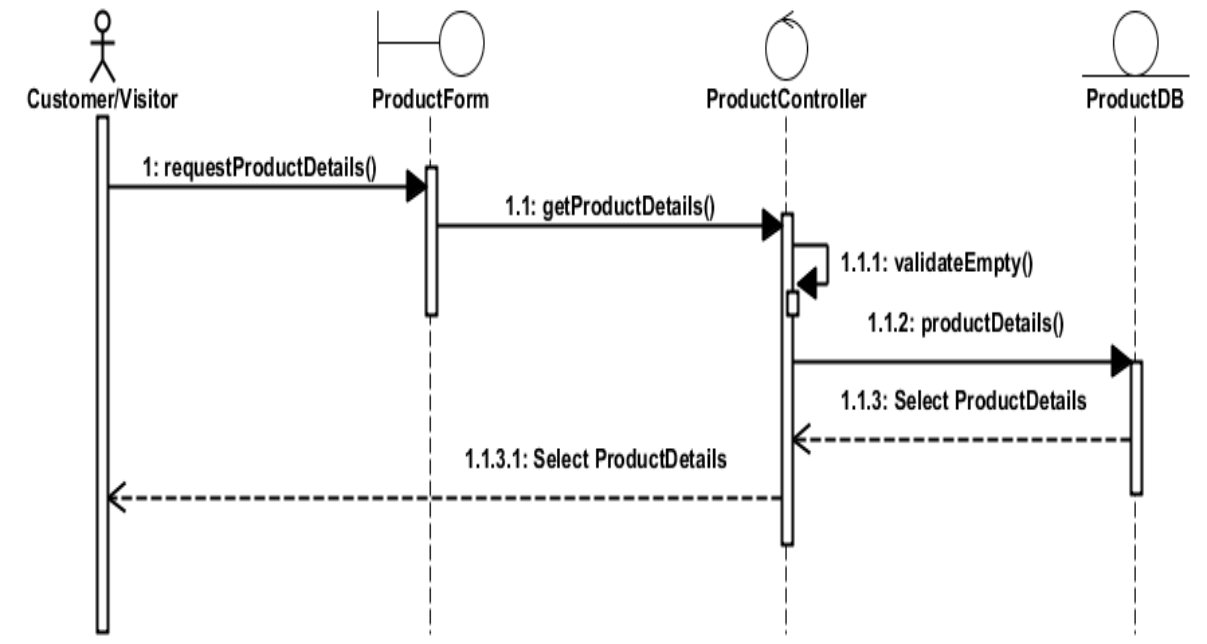 Customer/Visitor
ProductForm
ProductController
ProductDB
1: requestProductDetails()
1.1: getProductDetails()
1.1.1: validateEmpty()
1.1.2: productDetails()
1.1.3: Select ProductDetails
1.1.3.1: Select ProductDetails